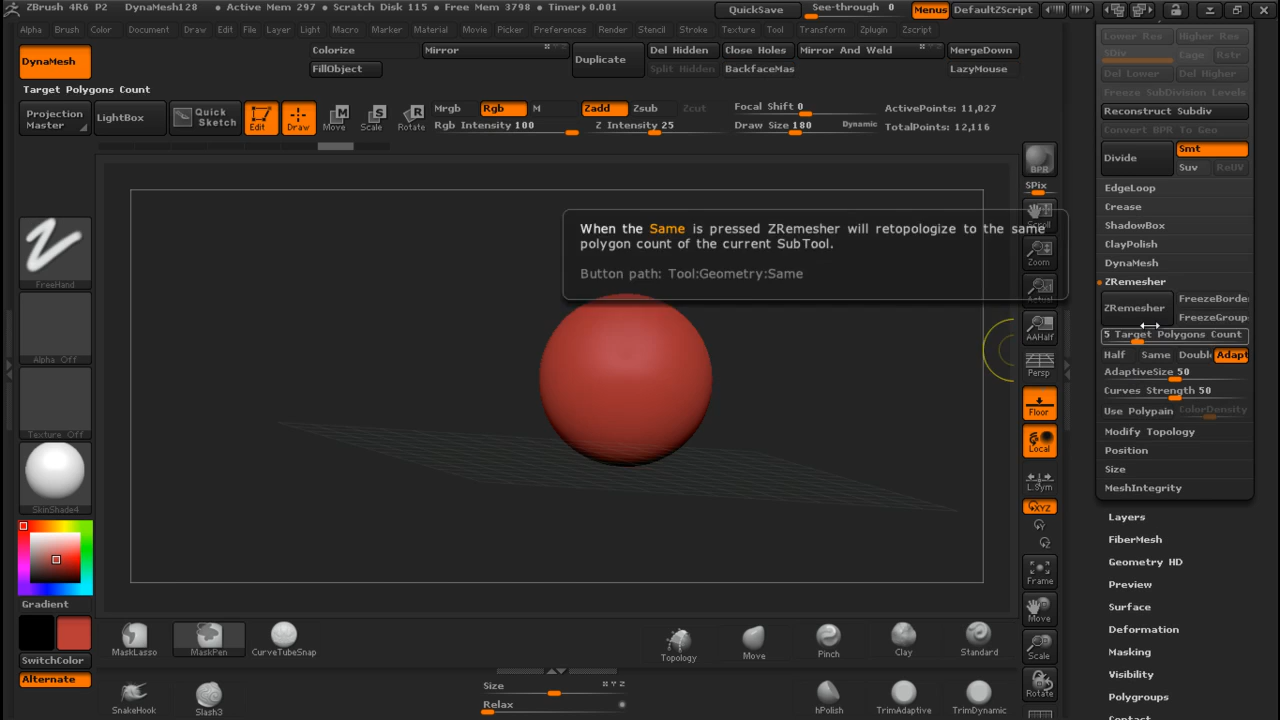 ZBrush 4R6 P2 DynaMesh128 • Active Mem 297 • Scratch Disk 115 • Free Mem 3798 • Timer▸0.001 QuickSave See-through 0 Menus DefaultZScript
Alpha Brush Color Document Draw Edit File Layer Light Macro Marker Material Movie Picker Preferences Render Stencil Stroke Texture Tool Transform Zplugin Zscript
DynaMesh
Colorize
FillObject
Mirror
Duplicate
Del Hidden
Split Hidden
Close Holes
BackfaceMas
Mirror And Weld
MergeDown
LazyMouse
Target Polygons Count
Projection
Master
LightBox
Quick
Sketch
Edit
Draw
Move
Scale
Rotate
Mrgb Rgb M
Rgb Intensity 100
Zadd Zsub Zcut
Z Intensity 25
Focal Shift 0
Draw Size 180 Dynamic
ActivePoints: 11,027
TotalPoints: 12,116
FreeHand
Alpha Off
Texture Off
SkinShade4
Gradient
SwitchColor
Alternate
When the Same is pressed ZRemesher will retopologize to the same
polygon count of the current SubTool.
Button path: Tool:Geometry:Same
BPR
SPix
Scroll
Zoom
Actual
AAHalf
Persp
Floor
Local
L.Sym
XYZ
Y
Z
Frame
Move
Scale
Rotate
Lower Res Higher Res
SDiv Cage Rstr
Del Lower Del Higher
Freeze SubDivision Levels
Reconstruct Subdiv
Convert BPR To Geo
Divide
Smt
Suv ReUV
EdgeLoop
Crease
ShadowBox
ClayPolish
DynaMesh
ZRemesher
ZRemesher
FreezeBorde
FreezeGroup
5 Target Polygons Count
Half Same Doubl Adapt
AdaptiveSize 50
Curves Strength 50
Use Polypain ColorDensity
Modify Topology
Position
Size
MeshIntegrity
Layers
FiberMesh
Geometry HD
Preview
Surface
Deformation
Masking
Visibility
Polygroups
Contact
MaskLasso
MaskPen
CurveTubeSnap
Topology
Move
Pinch
Clay
Standard
SnakeHook
Slash3
Size X Y Z
Relax
hPolish
TrimAdaptive
TrimDynamic